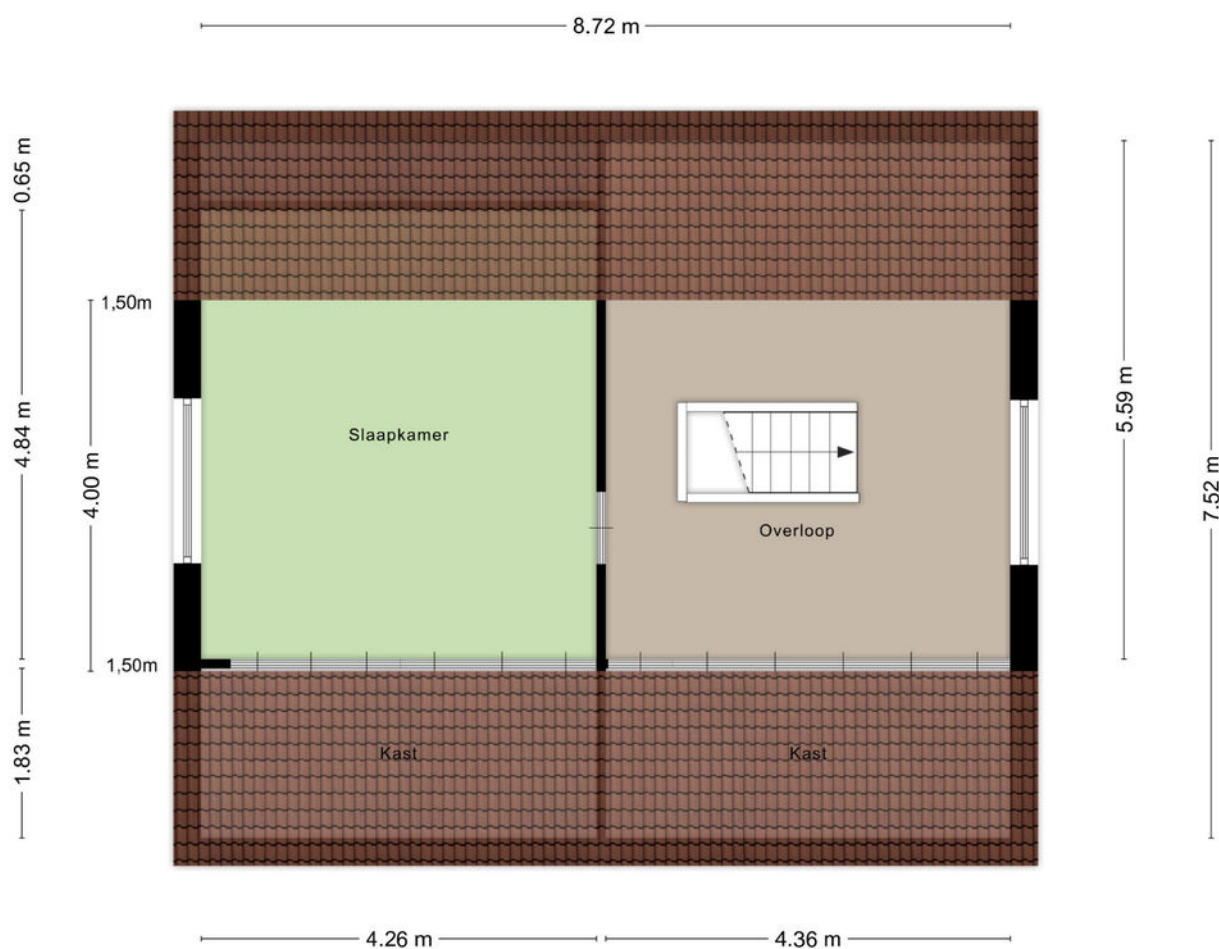 8.72 m
0.65 m
1,50m
Slaapkamer
4.84 m
4.00 m
5.59 m
7.52 m
Overloop
1,50m
1.83 m
Kast
Kast
4.26 m
4.36 m